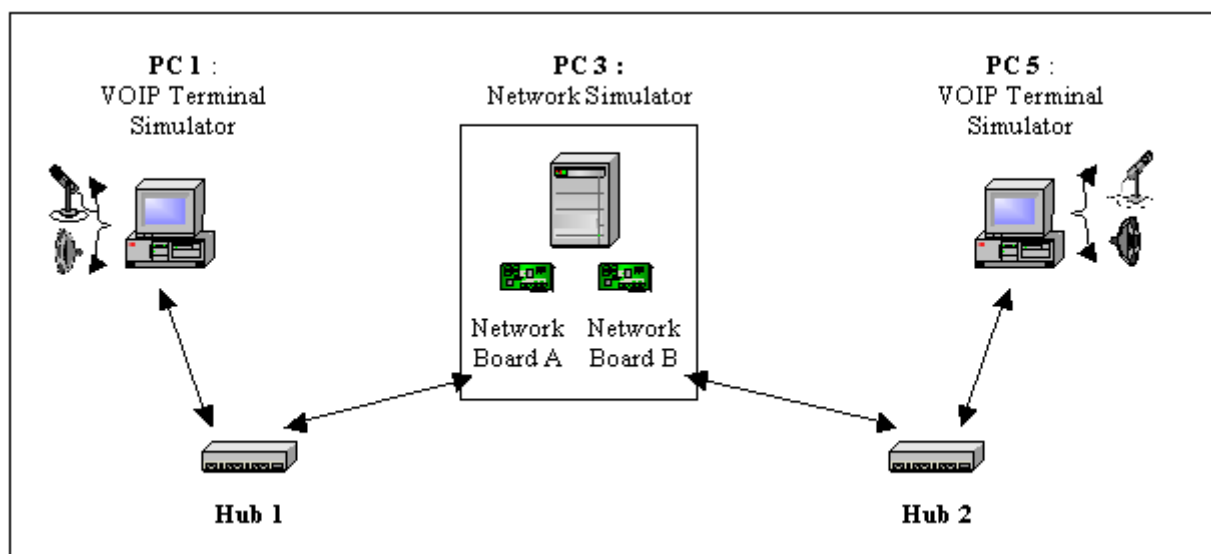 PC 1 :
VOIP Terminal
Simulator
PC 3 :
Network Simulator
PC 5 :
VOIP Terminal
Simulator
Network
Board A
Network
Board B
Hub 1
Hub 2